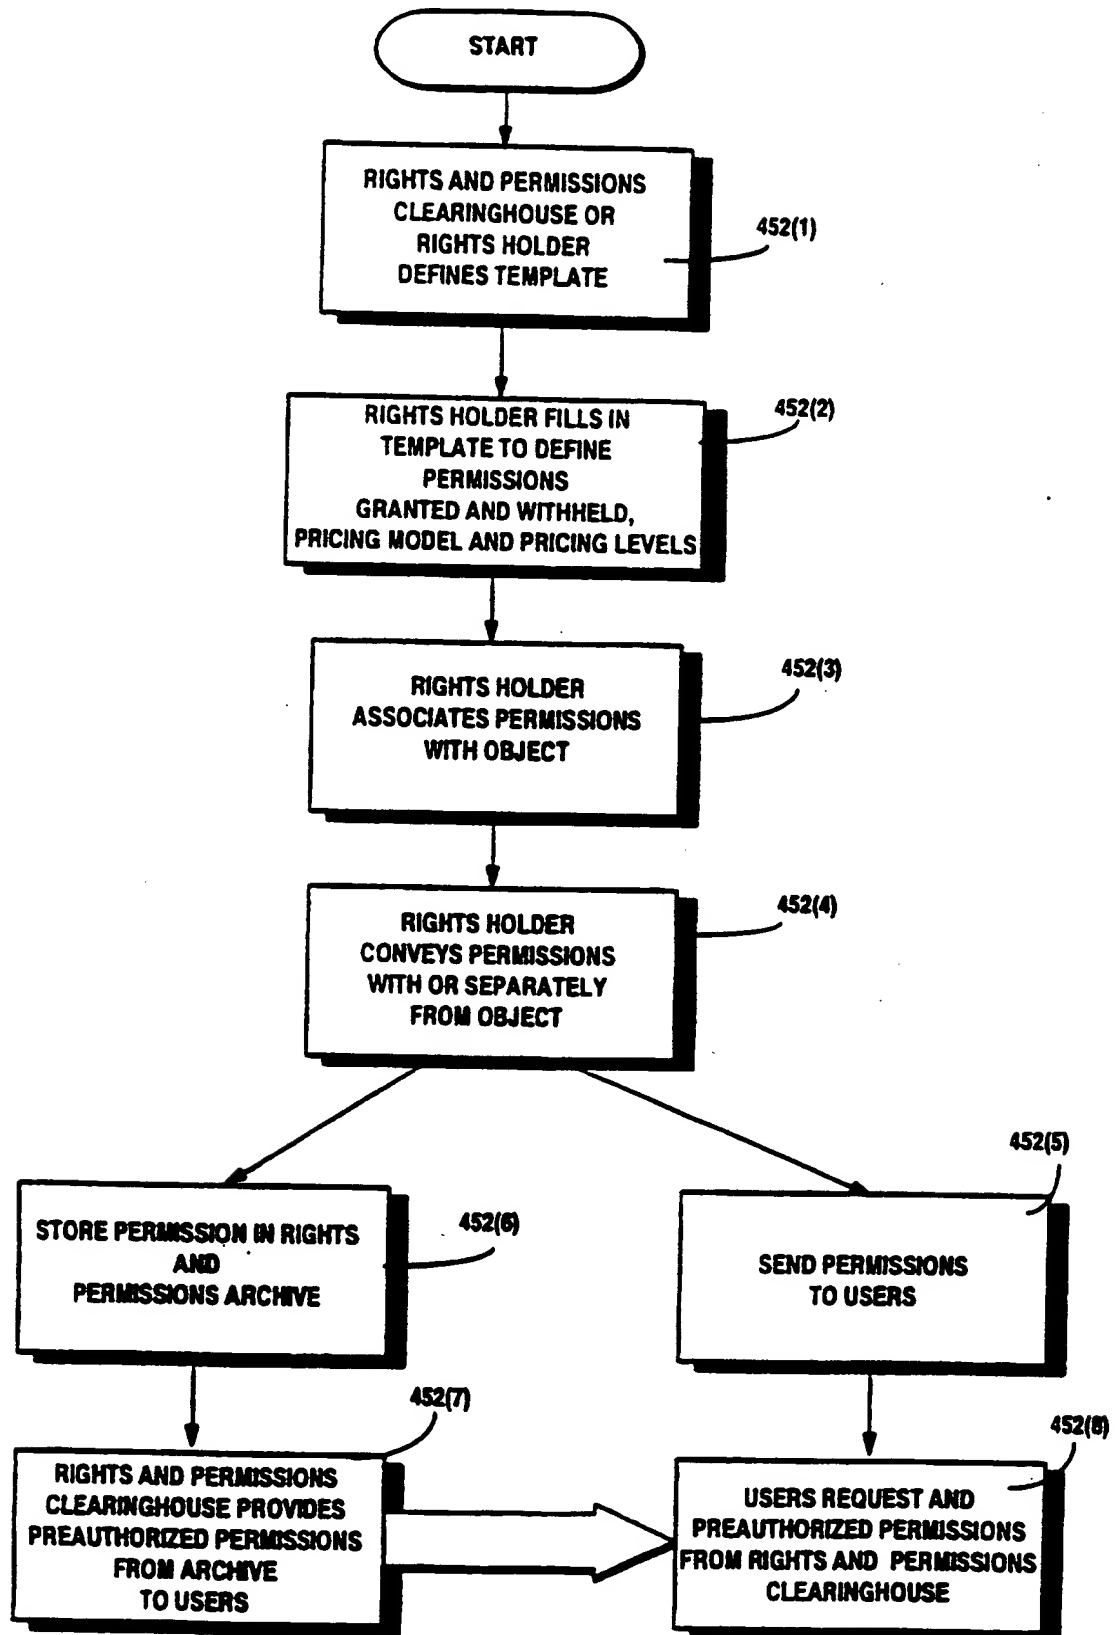 START
RIGHTS AND PERMISSIONS
CLEARINGHOUSE OR
RIGHTS HOLDER
DEFINES TEMPLATE
452(1)
RIGHTS HOLDER FILLS IN
TEMPLATE TO DEFINE
PERMISSIONS
GRANTED AND WITHHELD,
PRICING MODEL AND PRICING LEVELS
452(2)
RIGHTS HOLDER
ASSOCIATES PERMISSIONS
WITH OBJECT
452(3)
RIGHTS HOLDER
CONVEYS PERMISSIONS
WITH OR SEPARATELY
FROM OBJECT
452(4)
STORE PERMISSION IN RIGHTS
AND
PERMISSIONS ARCHIVE
452(6)
SEND PERMISSIONS
TO USERS
452(5)
RIGHTS AND PERMISSIONS
CLEARINGHOUSE PROVIDES
PREAUTHORIZED PERMISSIONS
FROM ARCHIVE
TO USERS
452(7)
USERS REQUEST AND
PREAUTHORIZED PERMISSIONS
FROM RIGHTS AND PERMISSIONS
CLEARINGHOUSE
452(8)